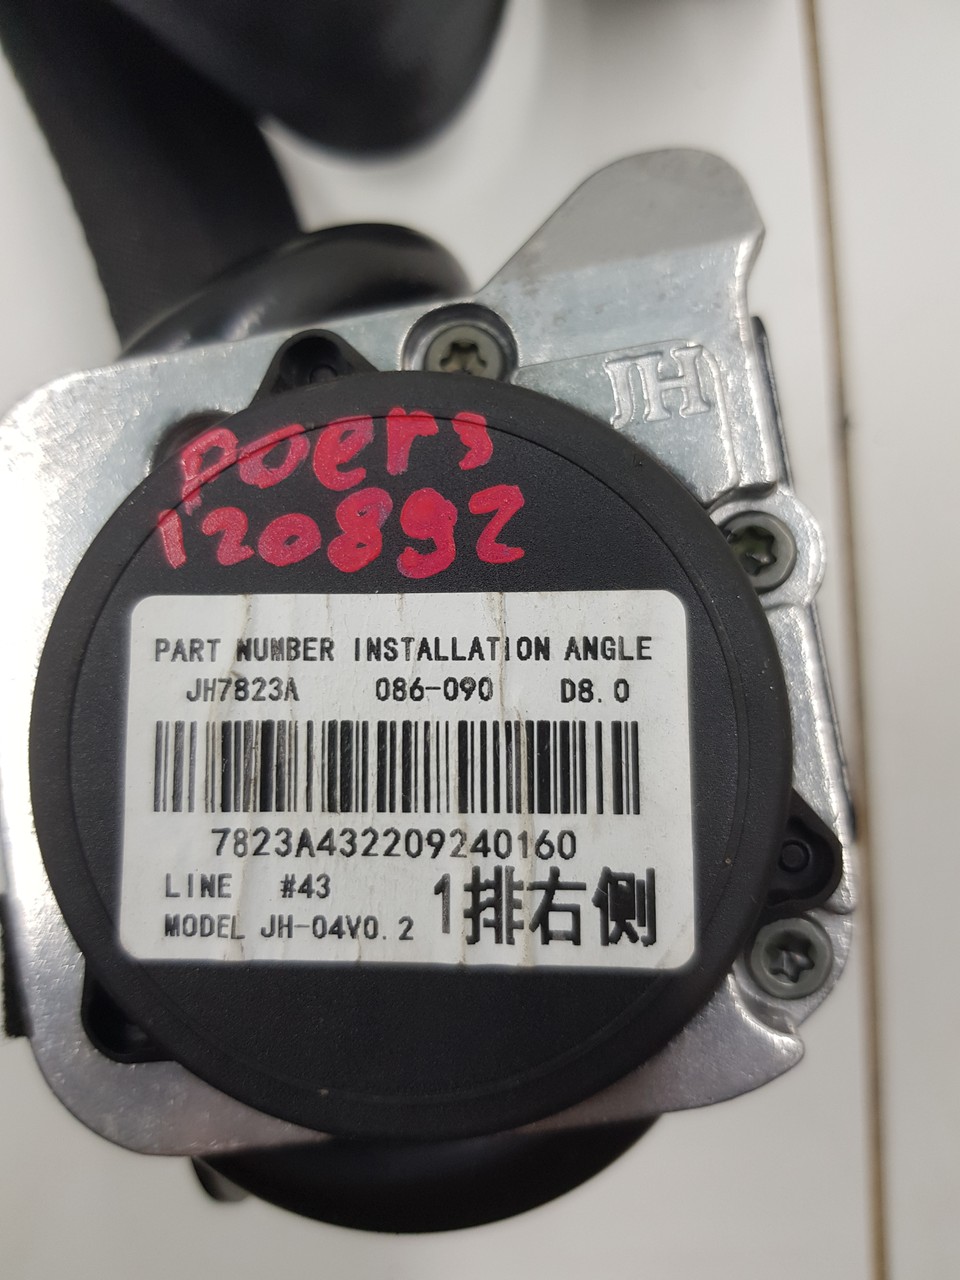 JH
poers
120892
PART NUMBER INSTALLATION ANGLE
JH7823A 086-090 D8.0
7823A432209240160
LINE #43
MODEL JH-04V0.2 1排右侧